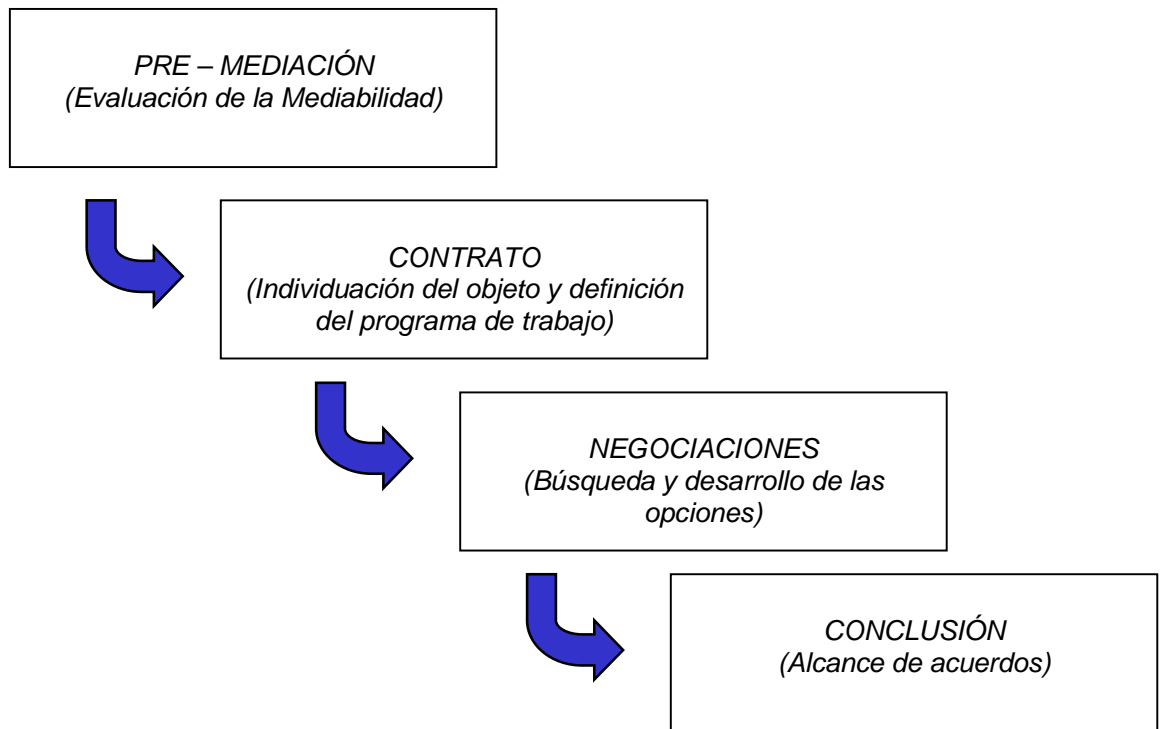 PRE – MEDIACIÓN
(Evaluación de la Mediabilidad)
CONTRATO
(Individuación del objeto y definición
del programa de trabajo)
NEGOCIACIONES
(Búsqueda y desarrollo de las
opciones)
CONCLUSIÓN
(Alcance de acuerdos)